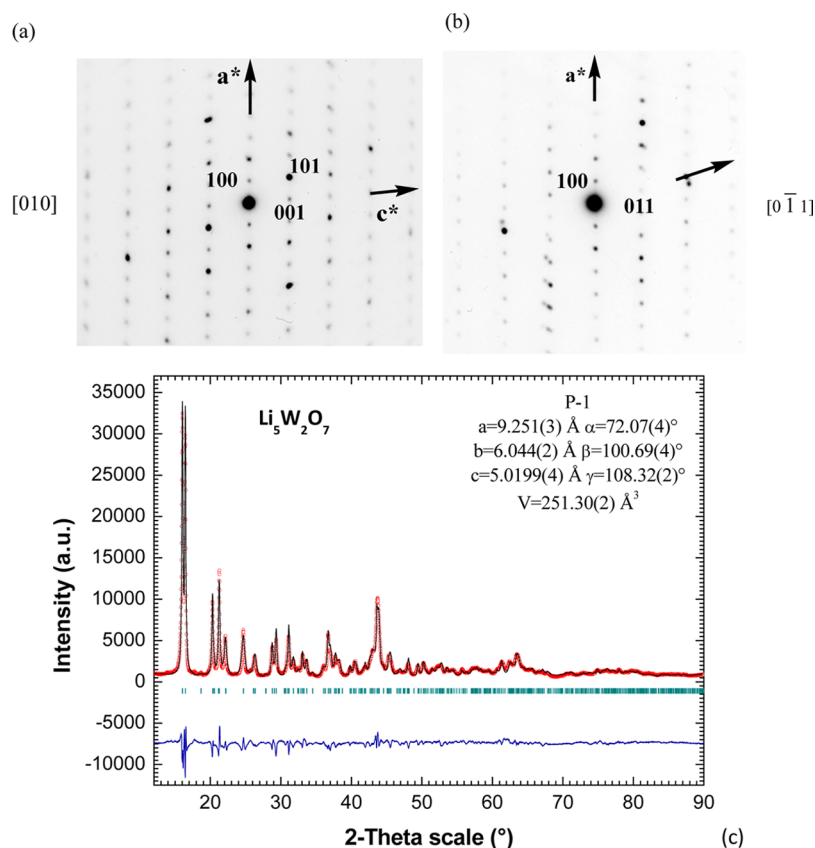 (a)
(b)
a*
a*
101
100
100
[010]
001
011
[0 1̅ 1]
c*
35000
30000
25000
20000
15000
10000
5000
0
-5000
-10000
Li₅W₂O₇
P-1
a=9.251(3) Å α=72.07(4)°
b=6.044(2) Å β=100.69(4)°
c=5.0199(4) Å γ=108.32(2)°
V=251.30(2) Å³
Intensity (a.u.)
20 30 40 50 60 70 80 90
2-Theta scale (°)
(c)